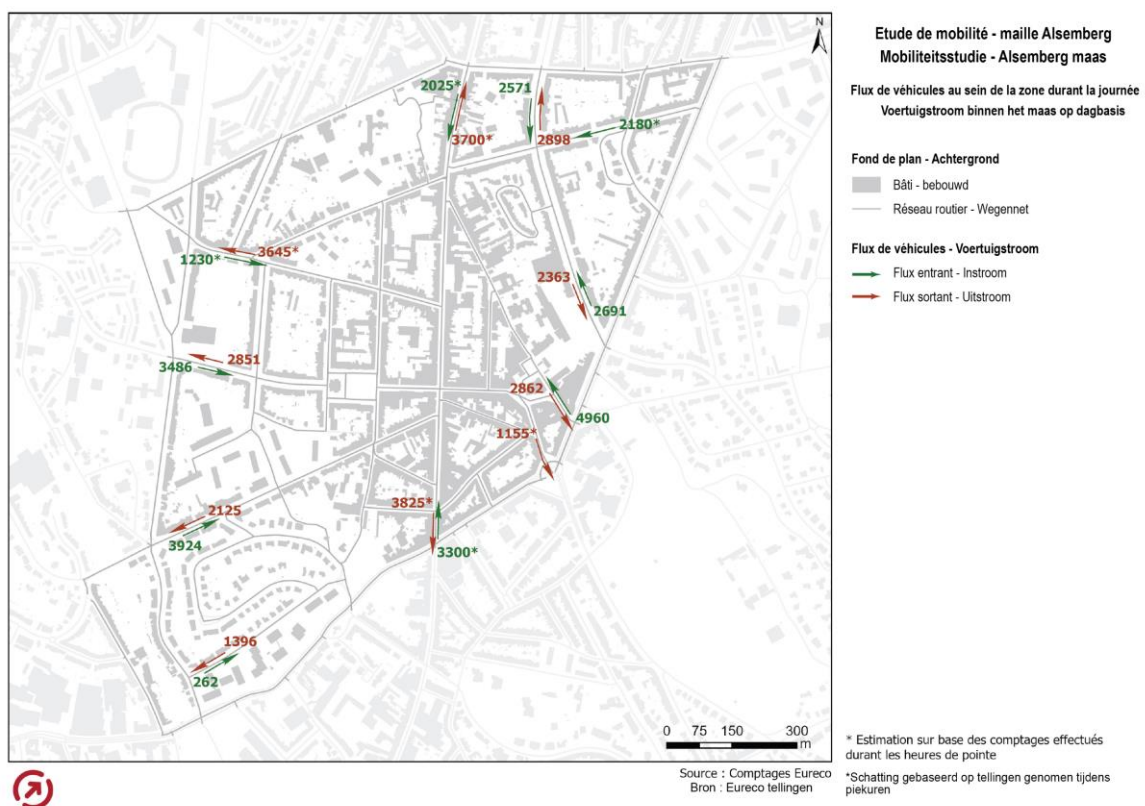 N
2025*
2571
3700*
2898
2180*
3645*
1230*
2363
2691
2851
3486
2862
4960
1155*
3825*
2125
3924
3300*
1396
262
0 75 150 300
m
Source : Comptages Eureco
Bron : Eureco tellingen
Etude de mobilité - maille Alsemberg
Mobiliteitsstudie - Alsemberg maas
Flux de véhicules au sein de la zone durant la journée
Voertuigstroom binnen het maas op dagbasis
Fond de plan - Achtergrond
Bâti - bebouwd
Réseau routier - Wegennet
Flux de véhicules - Voertuigstroom
Flux entrant - Instroom
Flux sortant - Uitstroom
* Estimation sur base des comptages effectués
durant les heures de pointe
*Schatting gebaseerd op tellingen genomen tijdens
piekuren